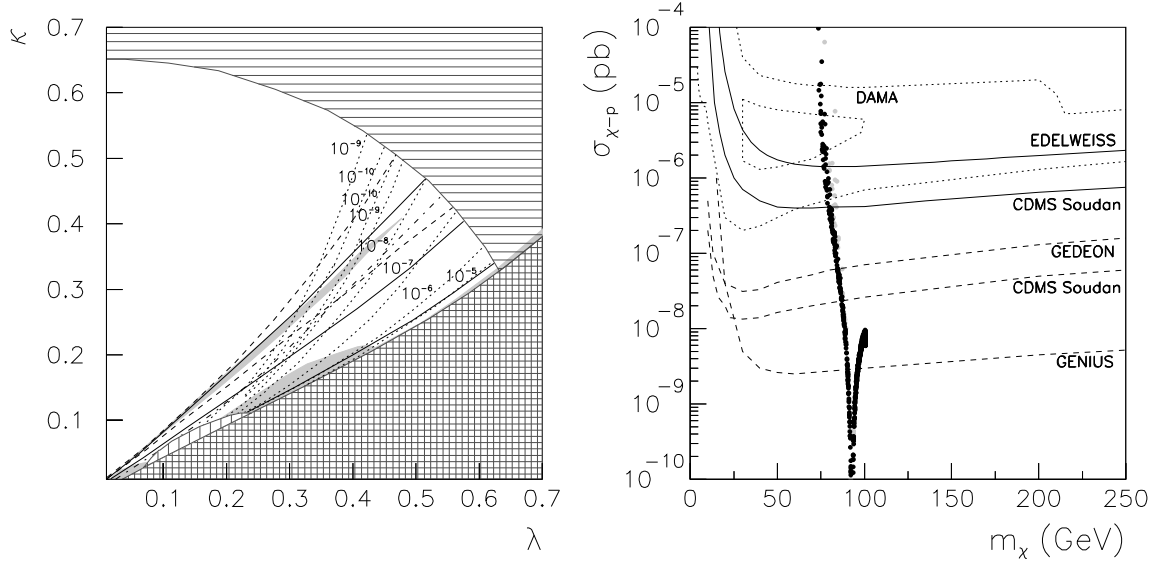 κ
0.7
0.6
0.5
0.4
0.3
0.2
0.1
10⁻⁹
10⁻¹⁰
10⁻¹⁰
10⁻⁹
10⁻⁸
10⁻⁷
10⁻⁵
10⁻⁶
0.1 0.2 0.3 0.4 0.5 0.6 0.7
λ
σχ₋p (pb)
10⁻⁴
10⁻⁵
10⁻⁶
10⁻⁷
10⁻⁸
10⁻⁹
10⁻¹⁰
DAMA
EDELWEISS
CDMS Soudan
GEDEON
CDMS Soudan
GENIUS
0 50 100 150 200 250
mχ (GeV)